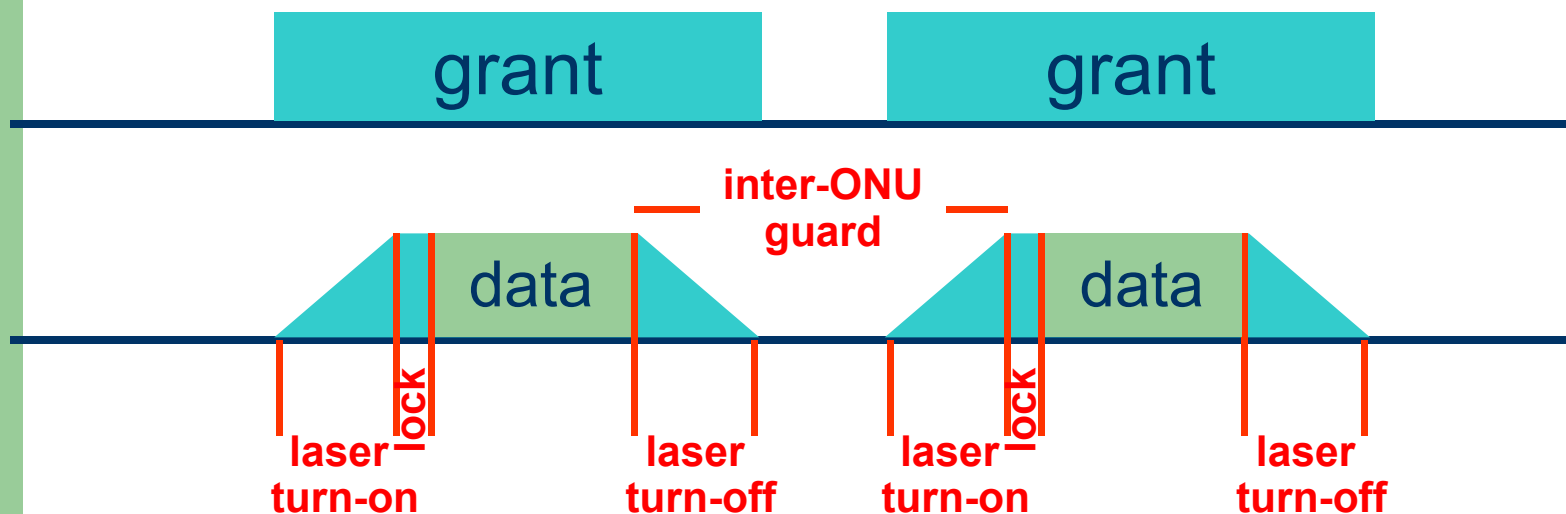 grant
grant
inter-ONU
guard
data
data
lock
lock
laser
turn-on
laser
turn-off
laser
turn-on
laser
turn-off